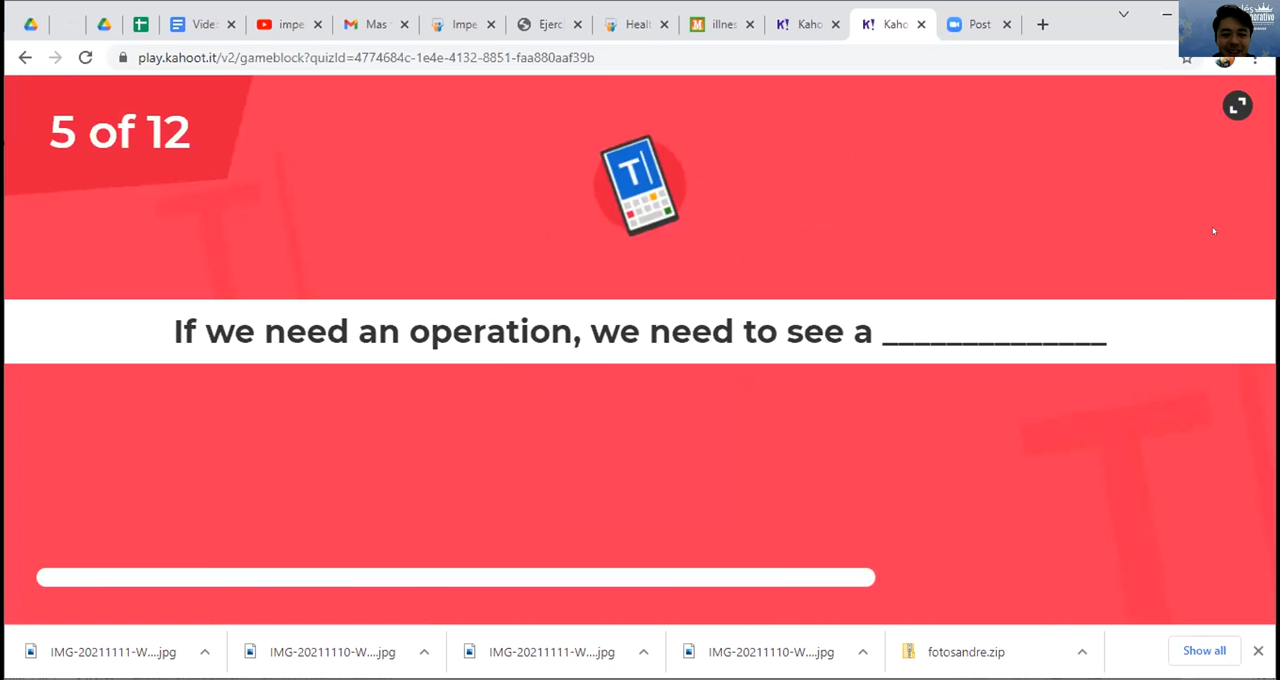 Vide
impe
Mas
Impe
Ejerc
Healt
illnes
Kaho
Kaho
Post
play.kahoot.it/v2/gameblock?quizId=4774684c-1e4e-4132-8851-faa880aaf39b
5 of 12
T
If we need an operation, we need to see a ______________
IMG-20211111-W....jpg
IMG-20211110-W....jpg
IMG-20211111-W....jpg
IMG-20211110-W....jpg
fotosandre.zip
Show all